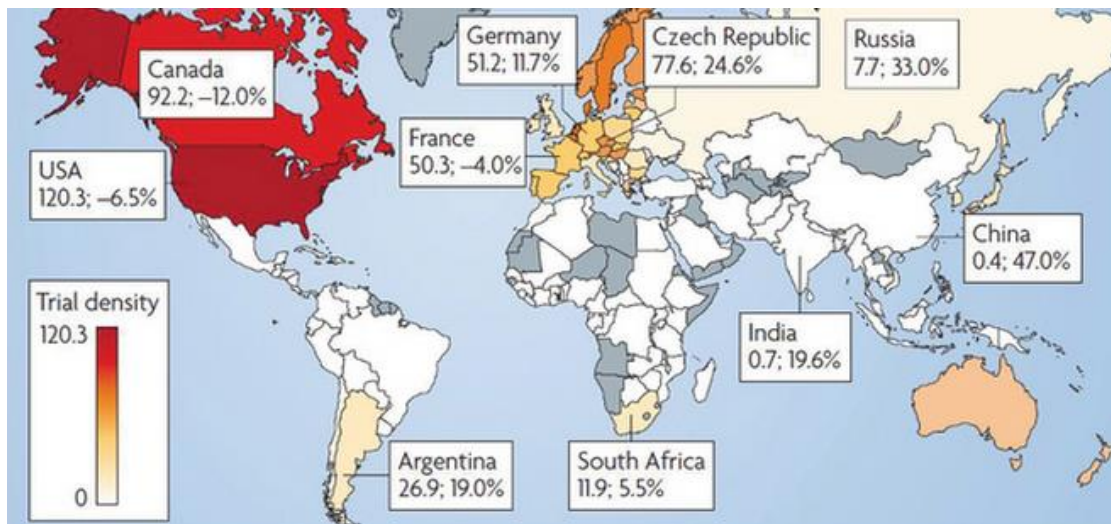 Germany
51.2; 11.7%
Czech Republic
77.6; 24.6%
Russia
7.7; 33.0%
Canada
92.2; –12.0%
France
50.3; –4.0%
USA
120.3; –6.5%
China
0.4; 47.0%
Trial density
120.3
0
India
0.7; 19.6%
Argentina
26.9; 19.0%
South Africa
11.9; 5.5%